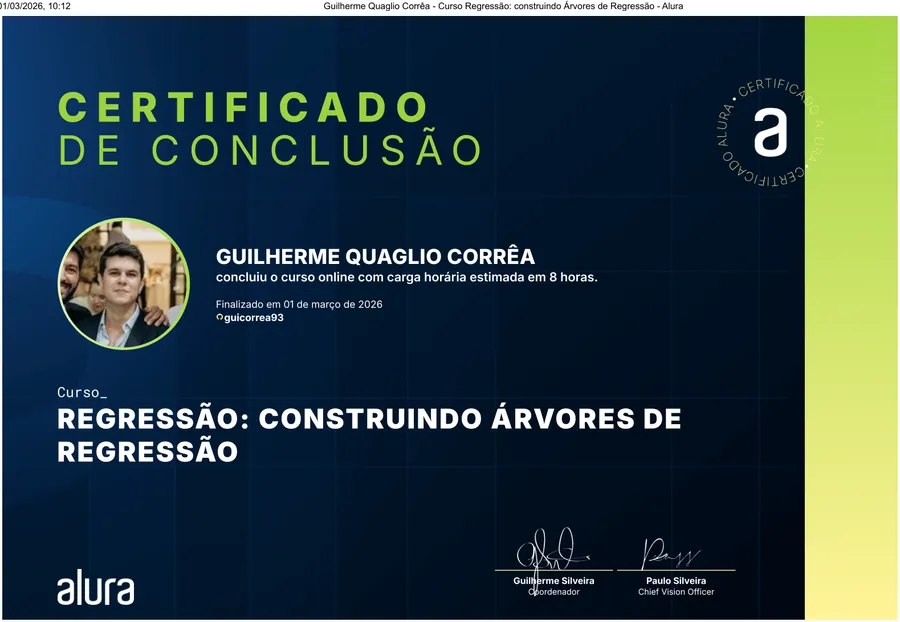 01/03/2026, 10:12
Guilherme Quaglio Corrêa - Curso Regressão: construindo Árvores de Regressão - Alura
CERTIFICADO
DE CONCLUSÃO
CERTIFICADO ALURA • CERTIFICADO ALURA •
a
GUILHERME QUAGLIO CORRÊA
concluiu o curso online com carga horária estimada em 8 horas.
Finalizado em 01 de março de 2026
guicorrea93
Curso_
REGRESSÃO: CONSTRUINDO ÁRVORES DE
REGRESSÃO
Guilherme Silveira
Coordenador
Paulo Silveira
Chief Vision Officer
alura